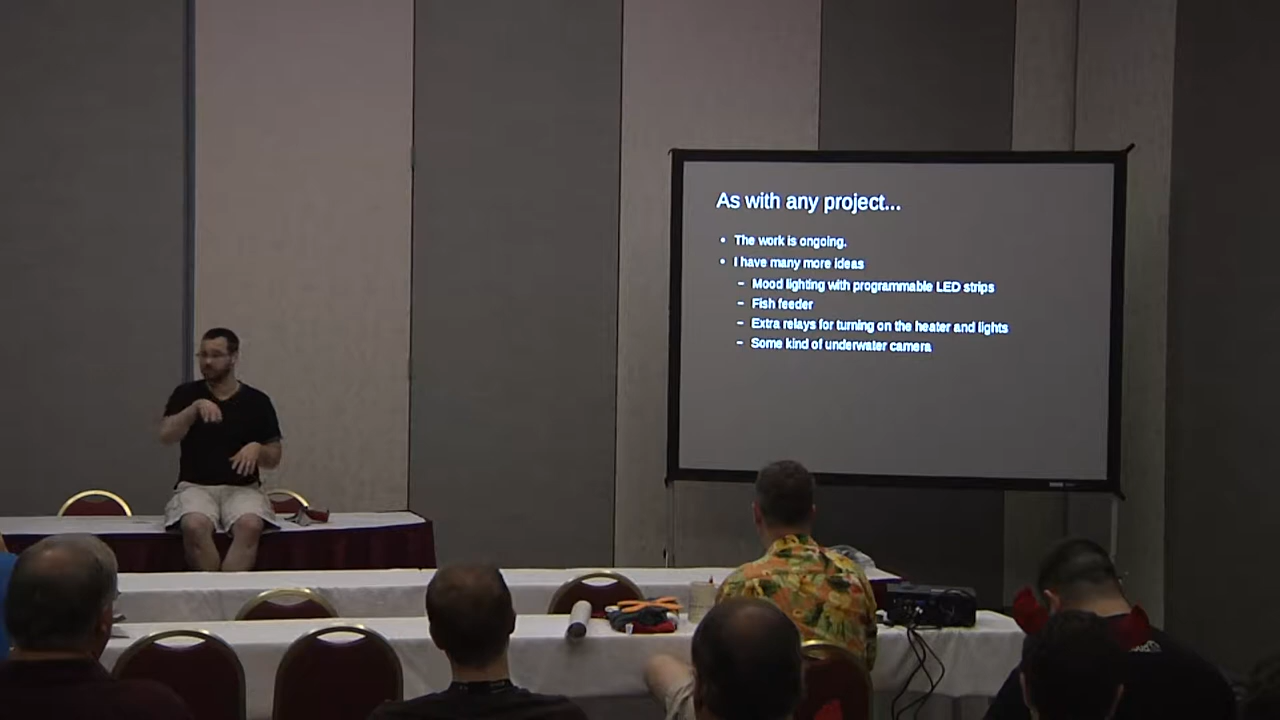 As with any project...
• The work is ongoing.
• I have many more ideas
– Mood lighting with programmable LED strips
– Fish feeder
– Extra relays for turning on the heater and lights
– Some kind of underwater camera